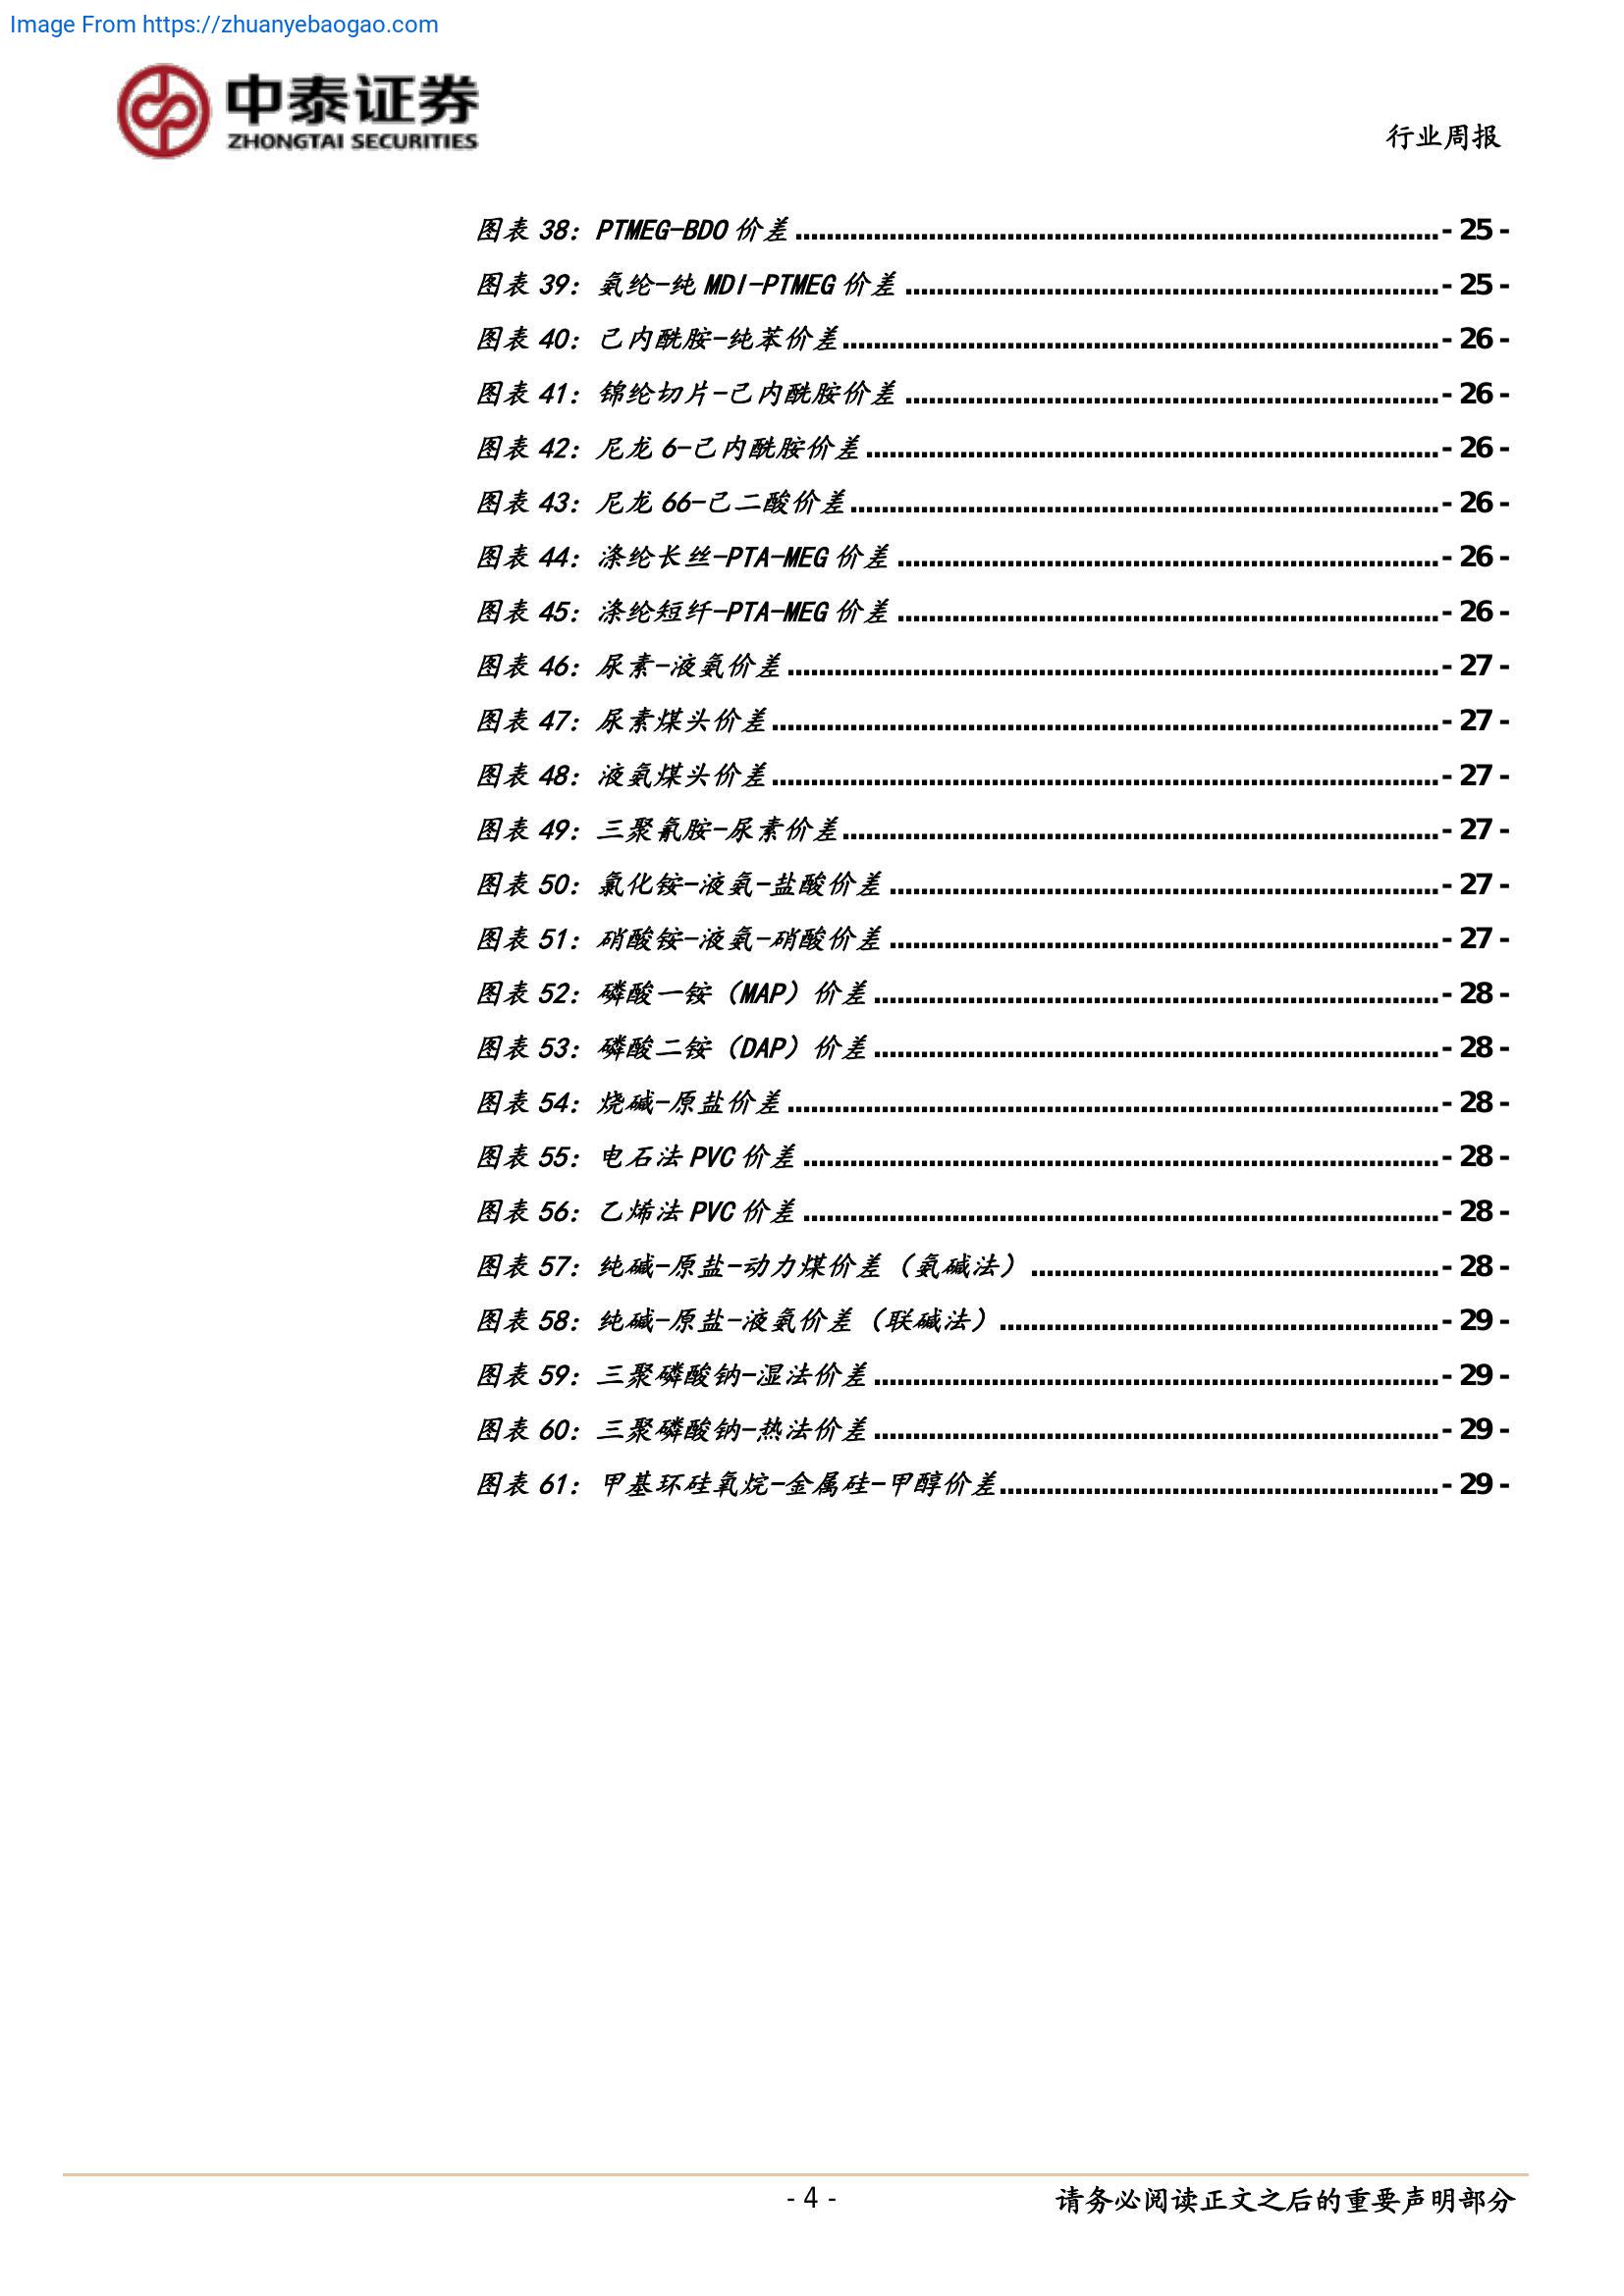 Image From https://zhuanyebaogao.com
中泰证券
ZHONGTAI SECURITIES
行业周报
图表 38：PTMEG-BDO 价差 - 25 -
图表 39：氨纶-纯 MDI-PTMEG 价差 - 25 -
图表 40：己内酰胺-纯苯价差 - 26 -
图表 41：锦纶切片-己内酰胺价差 - 26 -
图表 42：尼龙 6-己内酰胺价差 - 26 -
图表 43：尼龙 66-己二酸价差 - 26 -
图表 44：涤纶长丝-PTA-MEG 价差 - 26 -
图表 45：涤纶短纤-PTA-MEG 价差 - 26 -
图表 46：尿素-液氨价差 - 27 -
图表 47：尿素煤头价差 - 27 -
图表 48：液氨煤头价差 - 27 -
图表 49：三聚氰胺-尿素价差 - 27 -
图表 50：氯化铵-液氨-盐酸价差 - 27 -
图表 51：硝酸铵-液氨-硝酸价差 - 27 -
图表 52：磷酸一铵（MAP）价差 - 28 -
图表 53：磷酸二铵（DAP）价差 - 28 -
图表 54：烧碱-原盐价差 - 28 -
图表 55：电石法 PVC 价差 - 28 -
图表 56：乙烯法 PVC 价差 - 28 -
图表 57：纯碱-原盐-动力煤价差（氨碱法） - 28 -
图表 58：纯碱-原盐-液氨价差（联碱法） - 29 -
图表 59：三聚磷酸钠-湿法价差 - 29 -
图表 60：三聚磷酸钠-热法价差 - 29 -
图表 61：甲基环硅氧烷-金属硅-甲醇价差 - 29 -
- 4 -
请务必阅读正文之后的重要声明部分